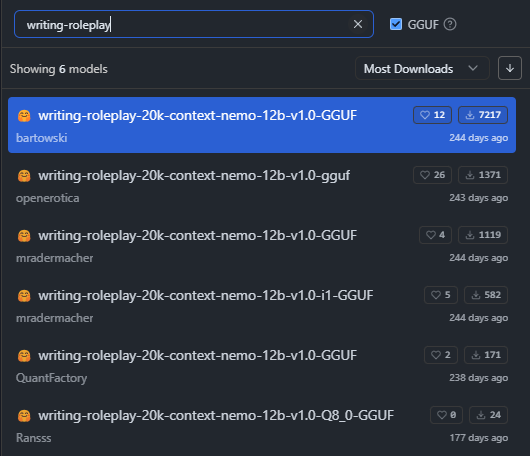 writing-roleplay
GGUF
Showing 6 models
Most Downloads
writing-roleplay-20k-context-nemo-12b-v1.0-GGUF 12 7217
bartowski 244 days ago
writing-roleplay-20k-context-nemo-12b-v1.0-gguf 26 1371
openerotica 243 days ago
writing-roleplay-20k-context-nemo-12b-v1.0-GGUF 4 1119
mradermacher 244 days ago
writing-roleplay-20k-context-nemo-12b-v1.0-i1-GGUF 5 582
mradermacher 244 days ago
writing-roleplay-20k-context-nemo-12b-v1.0-GGUF 2 171
QuantFactory 238 days ago
writing-roleplay-20k-context-nemo-12b-v1.0-Q8_0-GGUF 0 24
Ransss 177 days ago